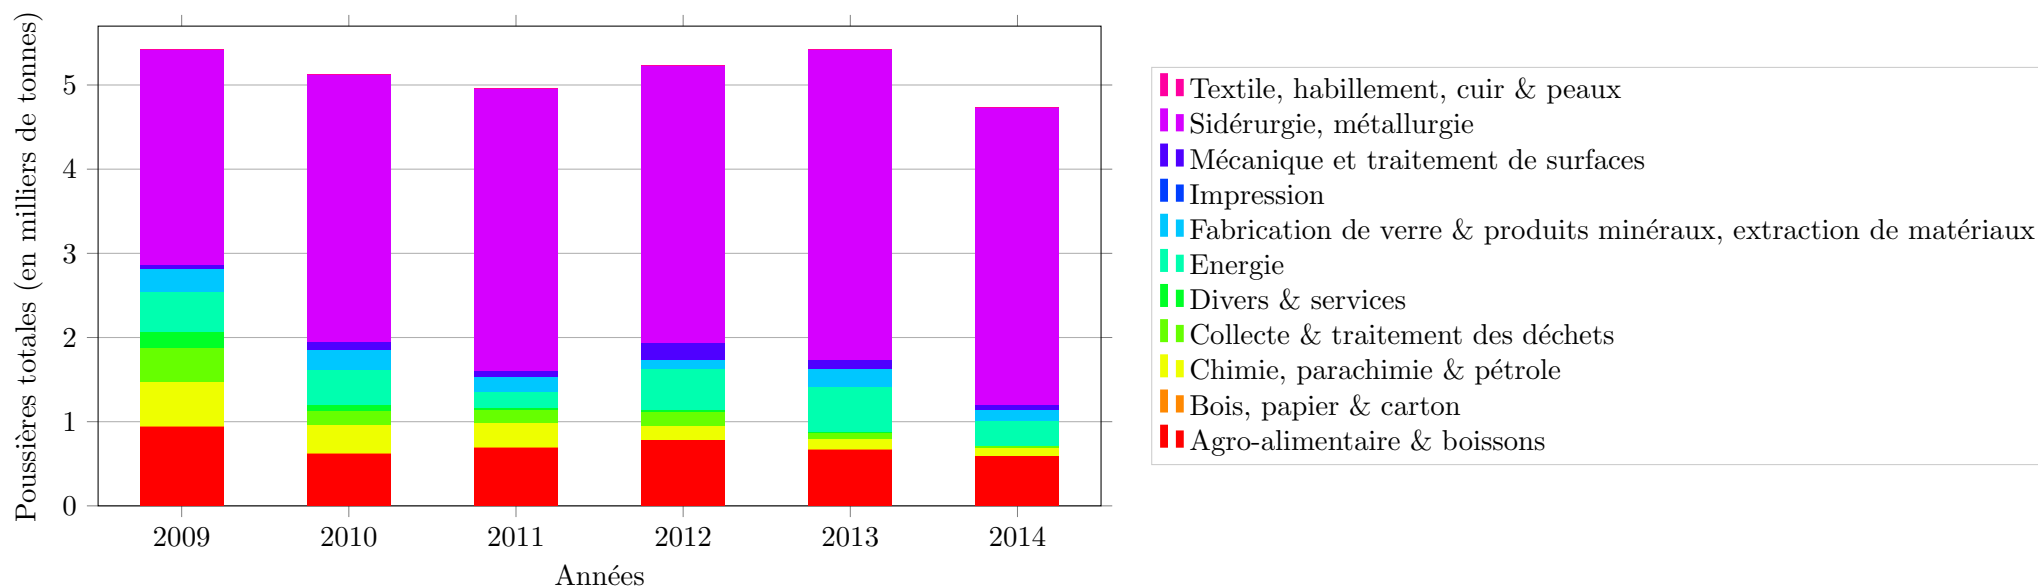 Poussières totales (en milliers de tonnes)
5
4
3
2
1
0
2009 2010 2011 2012 2013 2014
Années
Textile, habillement, cuir & peaux
Sidérurgie, métallurgie
Mécanique et traitement de surfaces
Impression
Fabrication de verre & produits minéraux, extraction de matériaux
Energie
Divers & services
Collecte & traitement des déchets
Chimie, parachimie & pétrole
Bois, papier & carton
Agro-alimentaire & boissons